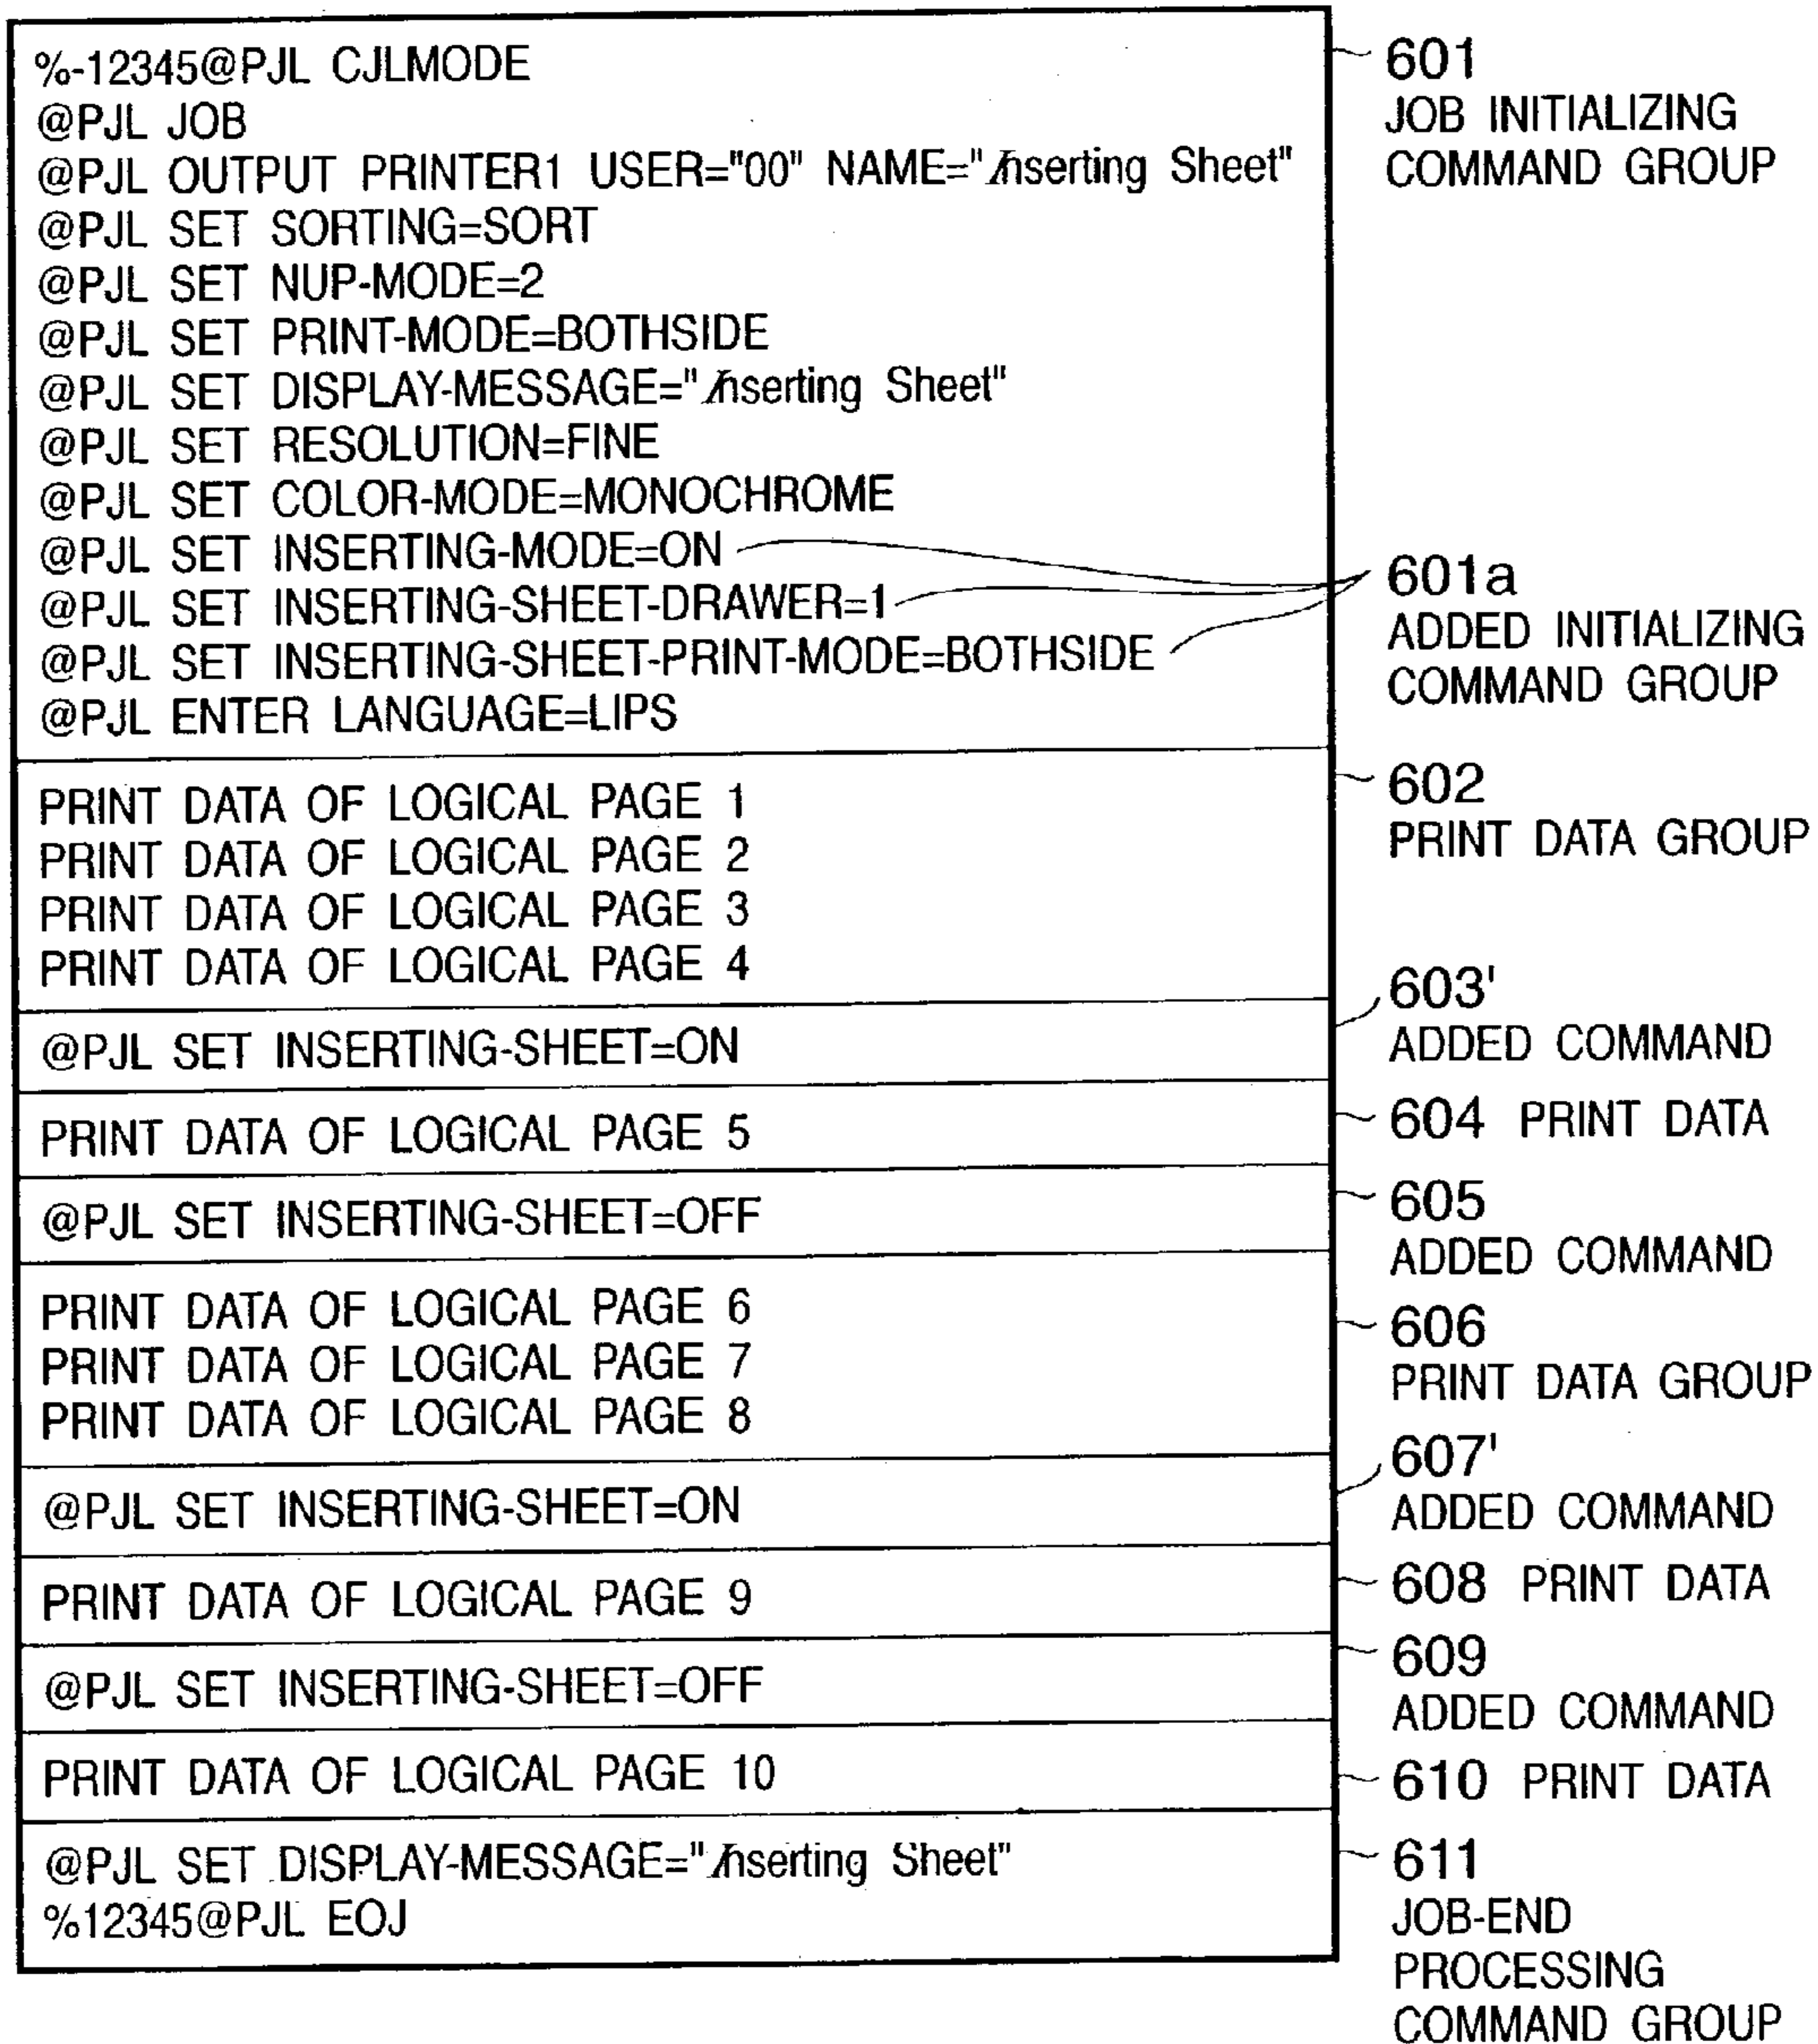 %-12345@PJL CJLMODE
@PJL JOB
@PJL OUTPUT PRINTER1 USER="00" NAME="Inserting Sheet"
@PJL SET SORTING=SORT
@PJL SET NUP-MODE=2
@PJL SET PRINT-MODE=BOTHSIDE
@PJL SET DISPLAY-MESSAGE="Inserting Sheet"
@PJL SET RESOLUTION=FINE
@PJL SET COLOR-MODE=MONOCHROME
@PJL SET INSERTING-MODE=ON
@PJL SET INSERTING-SHEET-DRAWER=1
@PJL SET INSERTING-SHEET-PRINT-MODE=BOTHSIDE
@PJL ENTER LANGUAGE=LIPS
601
JOB INITIALIZING
COMMAND GROUP
601a
ADDED INITIALIZING
COMMAND GROUP
PRINT DATA OF LOGICAL PAGE 1
PRINT DATA OF LOGICAL PAGE 2
PRINT DATA OF LOGICAL PAGE 3
PRINT DATA OF LOGICAL PAGE 4
602
PRINT DATA GROUP
@PJL SET INSERTING-SHEET=ON
603'
ADDED COMMAND
PRINT DATA OF LOGICAL PAGE 5
604 PRINT DATA
@PJL SET INSERTING-SHEET=OFF
605
ADDED COMMAND
PRINT DATA OF LOGICAL PAGE 6
PRINT DATA OF LOGICAL PAGE 7
PRINT DATA OF LOGICAL PAGE 8
606
PRINT DATA GROUP
@PJL SET INSERTING-SHEET=ON
607'
ADDED COMMAND
PRINT DATA OF LOGICAL PAGE 9
608 PRINT DATA
@PJL SET INSERTING-SHEET=OFF
609
ADDED COMMAND
PRINT DATA OF LOGICAL PAGE 10
610 PRINT DATA
@PJL SET DISPLAY-MESSAGE="Inserting Sheet"
%12345@PJL EOJ
611
JOB-END
PROCESSING
COMMAND GROUP